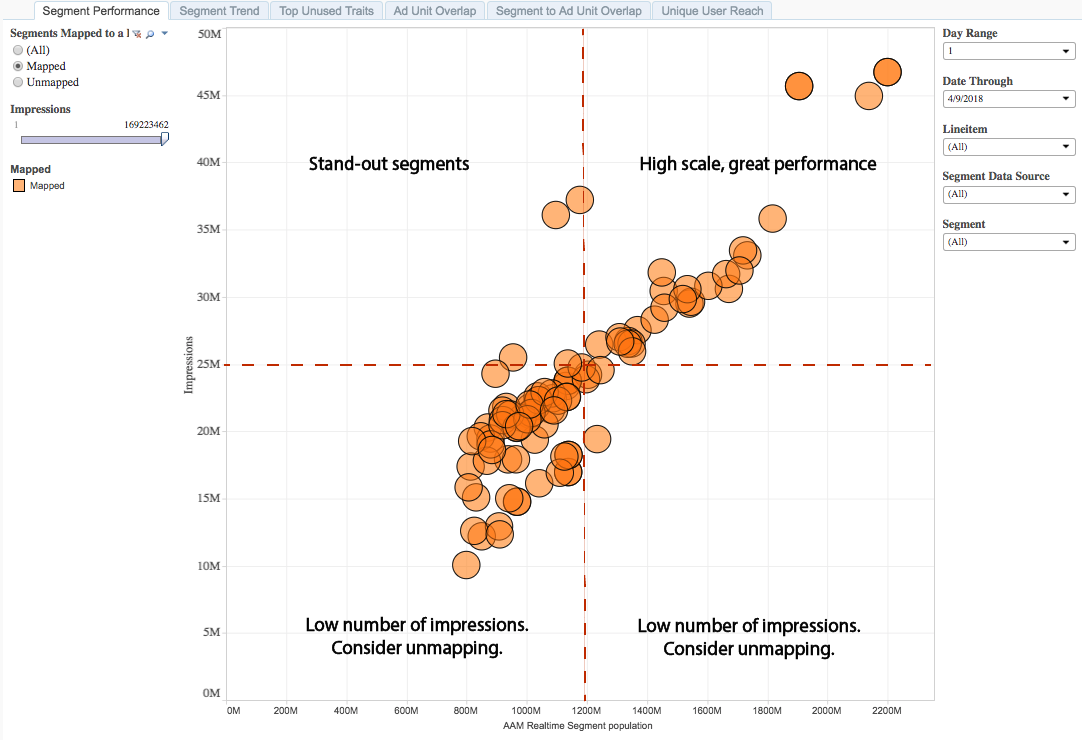 Segment Performance
Segment Trend
Top Unused Traits
Ad Unit Overlap
Segment to Ad Unit Overlap
Unique User Reach
Segments Mapped to a l
(All)
Mapped
Unmapped
Impressions
1
169223462
Mapped
Mapped
50M
45M
40M
35M
30M
25M
20M
15M
10M
5M
0M
Impressions
Stand-out segments
High scale, great performance
Low number of impressions.
Consider unmapping.
Low number of impressions.
Consider unmapping.
0M
200M
400M
600M
800M
1000M
1200M
1400M
1600M
1800M
2000M
2200M
AAM Realtime Segment population
Day Range
1
Date Through
4/9/2018
Lineitem
(All)
Segment Data Source
(All)
Segment
(All)